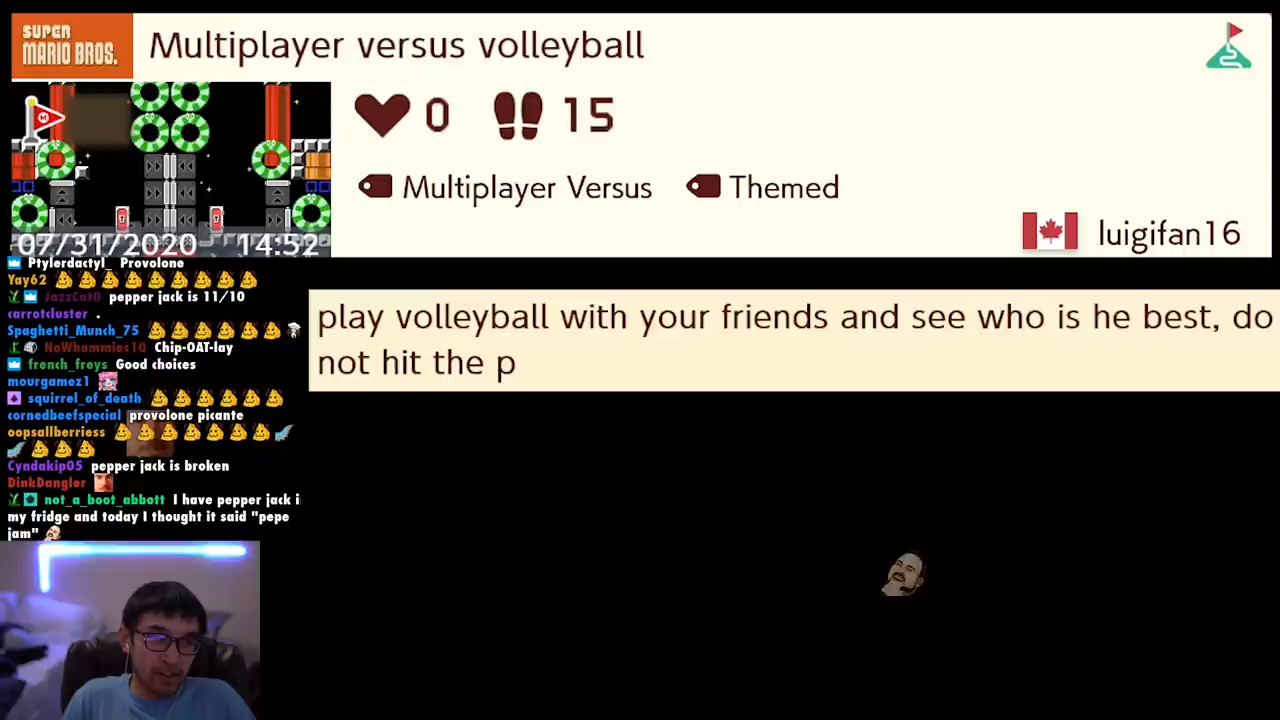 SUPER
MARIO BROS.
Multiplayer versus volleyball
0 15
Multiplayer Versus Themed
luigifan16
07/31/2020 14:52
Ptylerdactyl_ Provolone
Yay62
JazzCat0 pepper jack is 11/10
carrotcluster .
Spaghetti_Munch_75
NoWhammies10 Chip-OAT-lay
french_freys Good choices
mourgamez1
squirrel_of_death
cornedbeefspecial provolone picante
oopsallberriess
Cyndakip05 pepper jack is broken
DinkDangler
not_a_boot_abbott I have pepper jack i
my fridge and today I thought it said "pepe
jam"
play volleyball with your friends and see who is he best, do
not hit the p